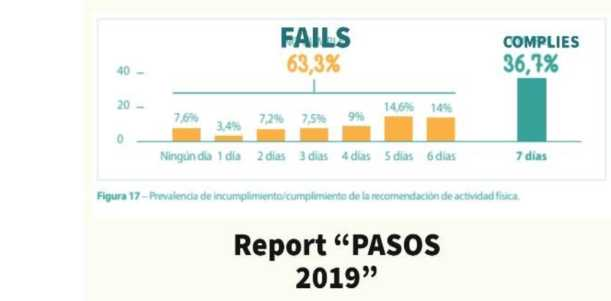 FAILS
63,3%
COMPLIES
36,7%
40
20
0
7,6%
3,4%
7,2%
7,5%
9%
14,6%
14%
Ningún día 1 día 2 días 3 días 4 días 5 días 6 días 7 días
Figura 17 – Prevalencia de incumplimiento/cumplimiento de la recomendación de actividad física.
Report “PASOS
2019”